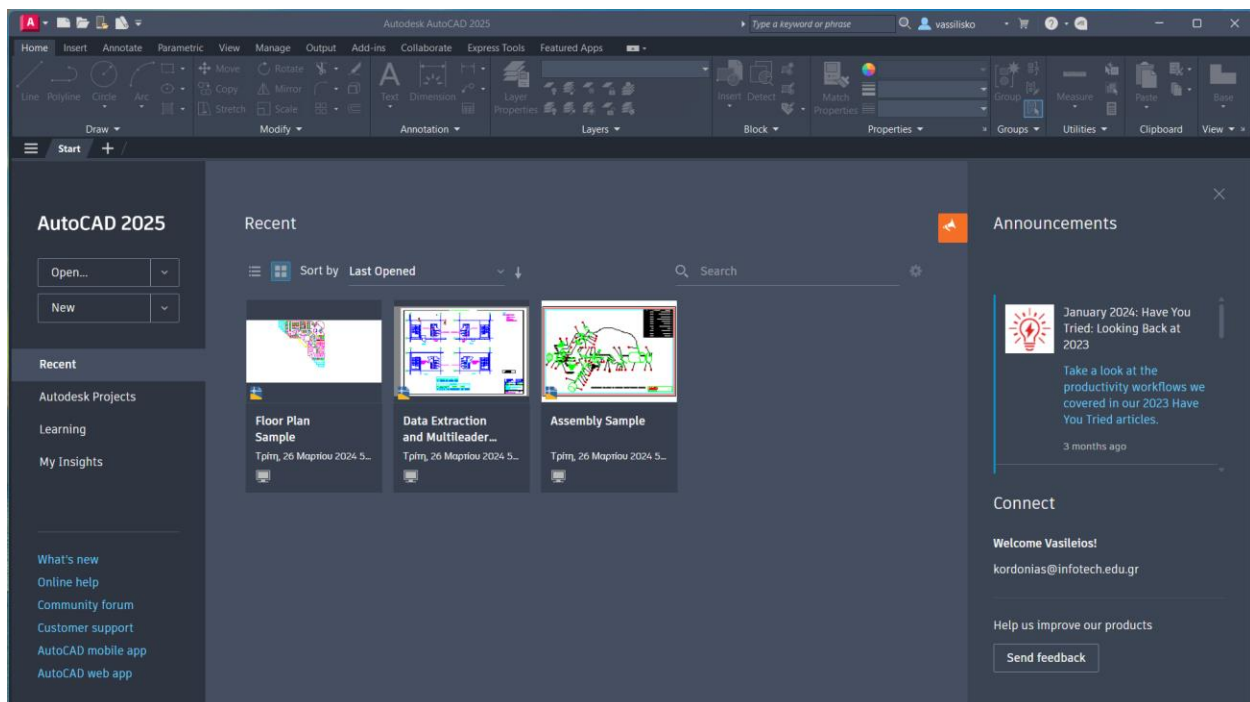 A
Autodesk AutoCAD 2025
Type a keyword or phrase
vassilisko
Home Insert Annotate Parametric View Manage Output Add-ins Collaborate Express Tools Featured Apps
Line Polyline Circle Arc
Move Rotate
Copy Mirror
Stretch Scale
Text Dimension
Layer Properties
Insert Detect
Match Properties
Group
Measure
Paste
Base
Draw Modify Annotation Layers Block Properties Groups Utilities Clipboard View
Start
AutoCAD 2025
Open...
New
Recent
Autodesk Projects
Learning
My Insights
What's new
Online help
Community forum
Customer support
AutoCAD mobile app
AutoCAD web app
Recent
Sort by Last Opened
Search
Floor Plan
Sample
Τρίτη, 26 Μαρτίου 2024 5...
Data Extraction
and Multileader...
Τρίτη, 26 Μαρτίου 2024 5...
Assembly Sample
Τρίτη, 26 Μαρτίου 2024 5...
Announcements
January 2024: Have You
Tried: Looking Back at
2023
Take a look at the
productivity workflows we
covered in our 2023 Have
You Tried articles.
3 months ago
Connect
Welcome Vasileios!
kordonias@infotech.edu.gr
Help us improve our products
Send feedback